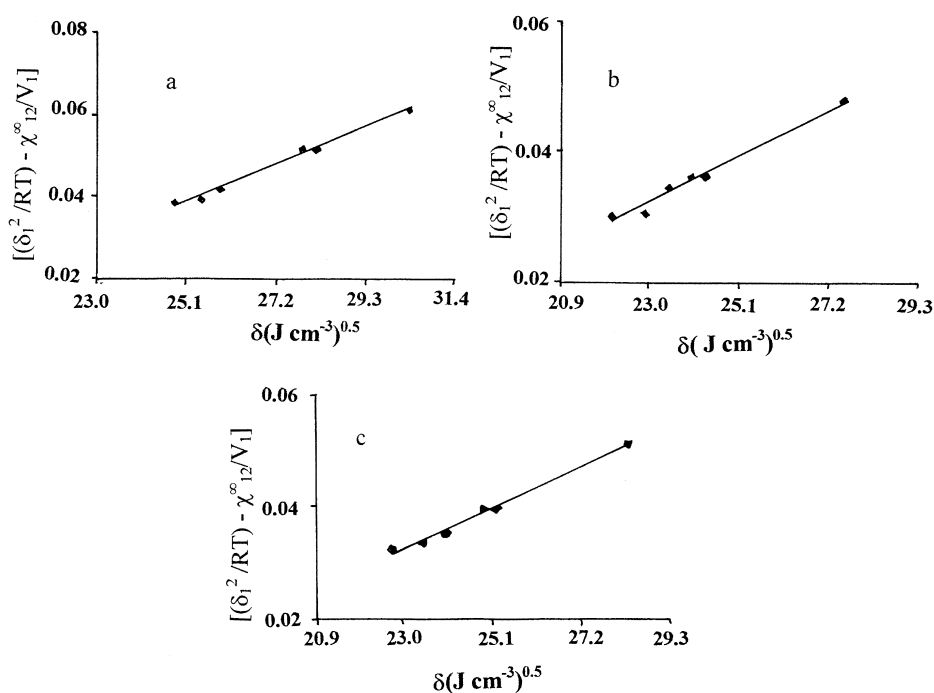 0.08
0.06
0.04
0.02
a
[(δ₁² /RT) - χ^∞₁₂/V₁]
23.0 25.1 27.2 29.3 31.4
δ(J cm⁻³)⁰·⁵
0.06
0.04
0.02
b
[(δ₁² /RT) - χ^∞₁₂/V₁]
20.9 23.0 25.1 27.2 29.3
δ( J cm⁻³)⁰·⁵
0.06
0.04
0.02
c
[(δ₁² /RT) - χ^∞₁₂/V₁]
20.9 23.0 25.1 27.2 29.3
δ(J cm⁻³)⁰·⁵